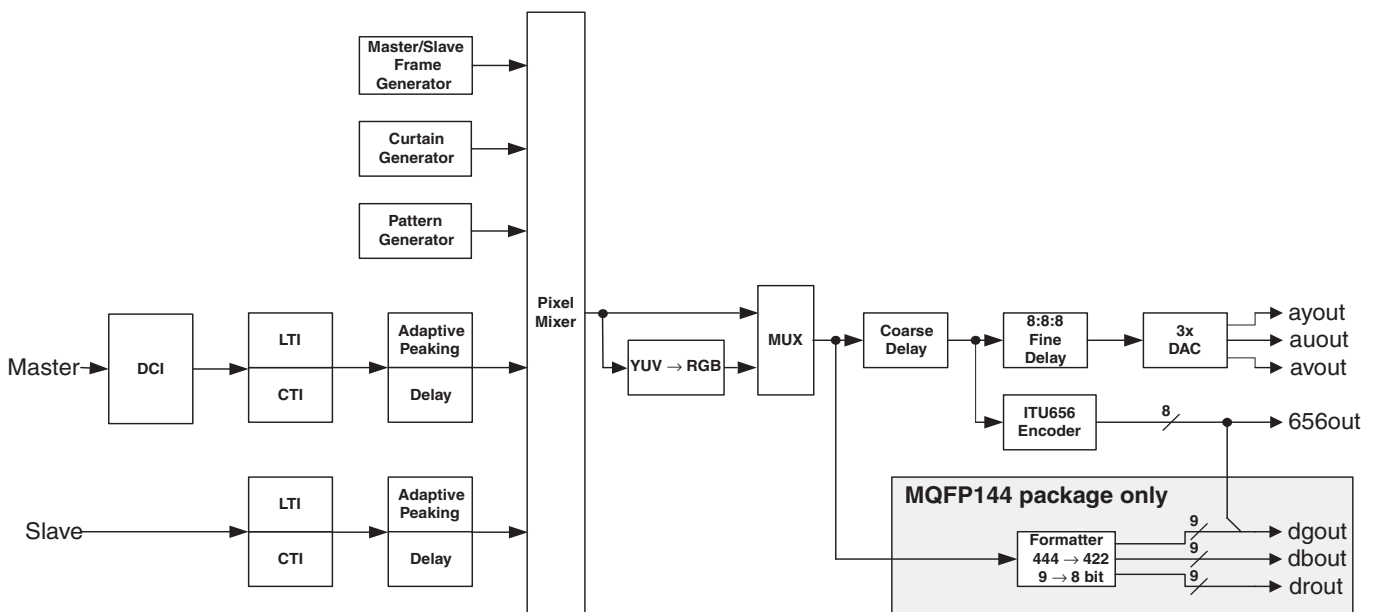 Master/Slave
Frame
Generator
Curtain
Generator
Pattern
Generator
Pixel
Mixer
Master
DCI
LTI
CTI
Adaptive
Peaking
Delay
Slave
LTI
CTI
Adaptive
Peaking
Delay
YUV → RGB
MUX
Coarse
Delay
8:8:8
Fine
Delay
3x
DAC
ayout
auout
avout
ITU656
Encoder
8
656out
MQFP144 package only
Formatter
444 → 422
9 → 8 bit
9
dgout
9
dbout
9
drout